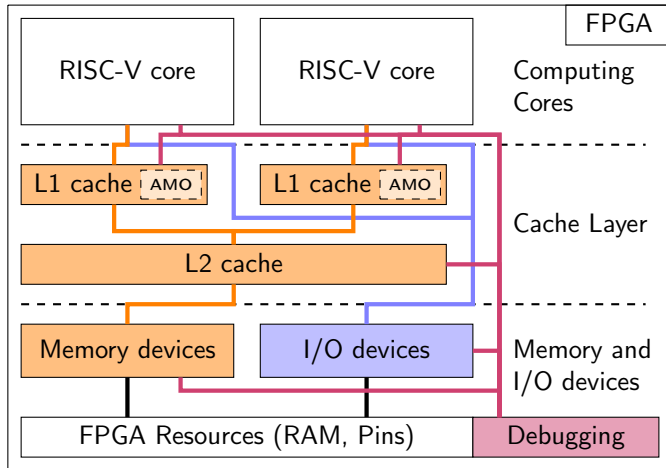 FPGA
RISC-V core
RISC-V core
Computing
Cores
L1 cache
AMO
L1 cache
AMO
Cache Layer
L2 cache
Memory devices
I/O devices
Memory and
I/O devices
FPGA Resources (RAM, Pins)
Debugging